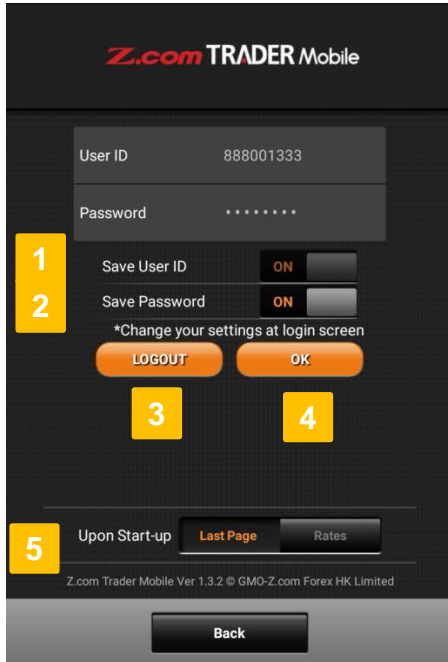 Z.com TRADER Mobile
User ID 888001333
Password ********
1 Save User ID ON
2 Save Password ON
*Change your settings at login screen
LOGOUT OK
3 4
5 Upon Start-up Last Page Rates
Z.com Trader Mobile Ver 1.3.2 © GMO-Z.com Forex HK Limited
Back